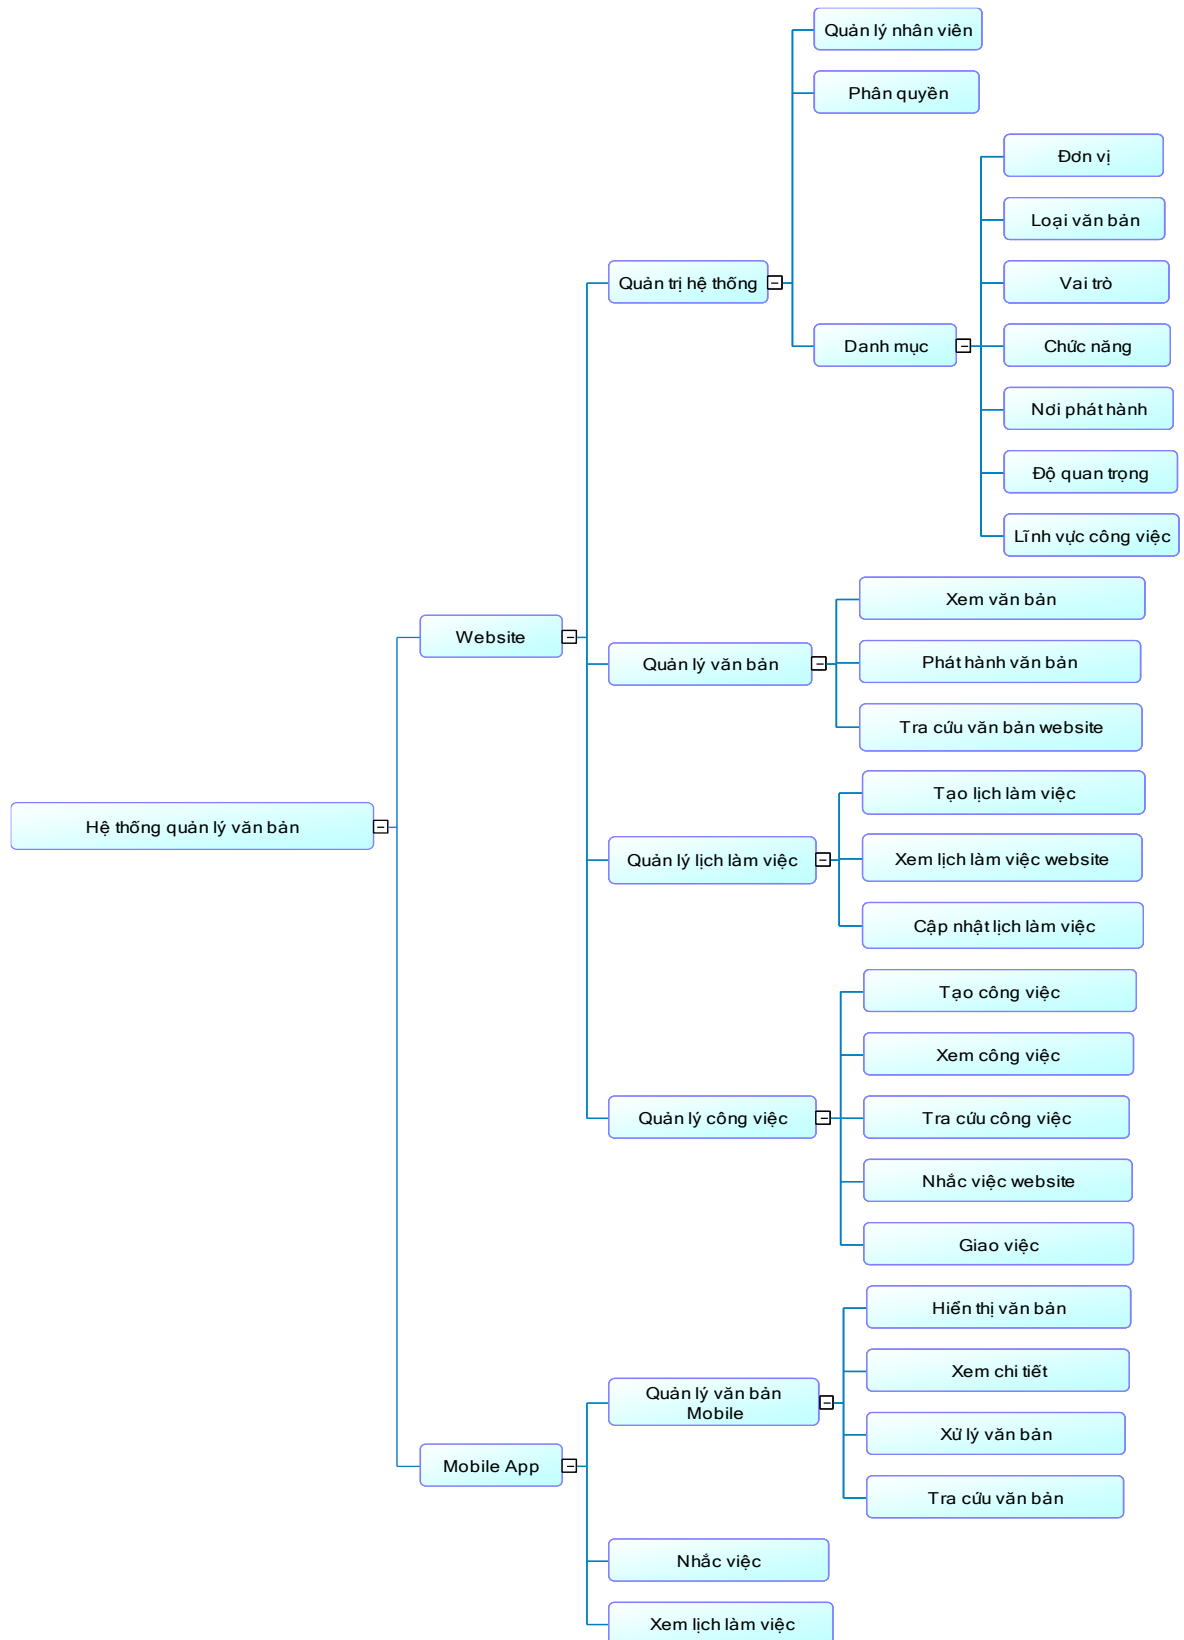 Quản lý nhân viên
Phân quyền
Đơn vị
Loại văn bản
Vai trò
Quản trị hệ thống
Danh mục
Chức năng
Nơi phát hành
Độ quan trọng
Lĩnh vực công việc
Xem văn bản
Website
Quản lý văn bản
Phát hành văn bản
Tra cứu văn bản website
Tạo lịch làm việc
Hệ thống quản lý văn bản
Quản lý lịch làm việc
Xem lịch làm việc website
Cập nhật lịch làm việc
Tạo công việc
Xem công việc
Quản lý công việc
Tra cứu công việc
Nhắc việc website
Giao việc
Hiển thị văn bản
Xem chi tiết
Quản lý văn bản
Mobile
Xử lý văn bản
Mobile App
Tra cứu văn bản
Nhắc việc
Xem lịch làm việc